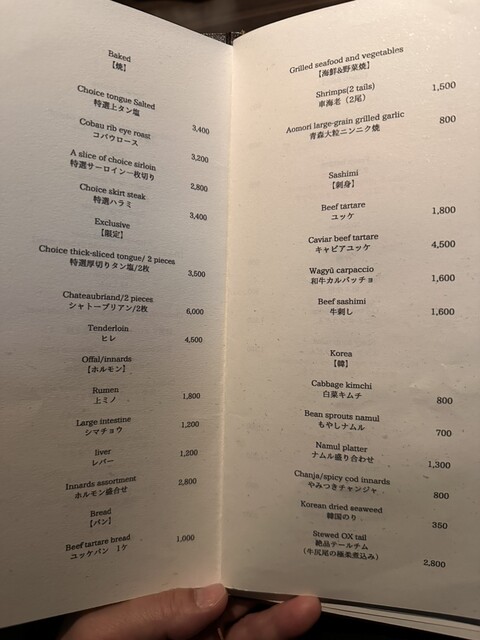 Baked
【焼】
Choice tongue Salted
特選上タン塩
3,400
Cobau rib eye roast
コバウロース
3,200
A slice of choice sirloin
特選サーロイン一枚切り
2,800
Choice skirt steak
特選ハラミ
3,400
Exclusive
【限定】
Choice thick-sliced tongue/ 2 pieces
特選厚切りタン塩/2枚
3,500
Chateaubriand/2 pieces
シャトーブリアン/2枚
6,000
Tenderloin
ヒレ
4,500
Offal/innards
【ホルモン】
Rumen
上ミノ
1,800
Large intestine
シマチョウ
1,200
liver
レバー
1,200
Innards assortment
ホルモン盛合せ
2,800
Bread
【パン】
Beef tartare bread
ユッケパン 1ケ
1,000
Grilled seafood and vegetables
【海鮮&野菜焼】
Shrimps(2 tails)
車海老（2尾）
1,500
Aomori large-grain grilled garlic
青森大粒ニンニク焼
800
Sashimi
【刺身】
Beef tartare
ユッケ
1,800
Caviar beef tartare
キャビアユッケ
4,500
Wagyū carpaccio
和牛カルパッチョ
1,600
Beef sashimi
牛刺し
1,600
Korea
【韓】
Cabbage kimchi
白菜キムチ
800
Bean sprouts namul
もやしナムル
700
Namul platter
ナムル盛り合わせ
1,300
Chanja/spicy cod innards
やみつきチャンジャ
800
Korean dried seaweed
韓国のり
350
Stewed OX tail
絶品テールチム
（牛尻尾の極柔煮込み）
2,800